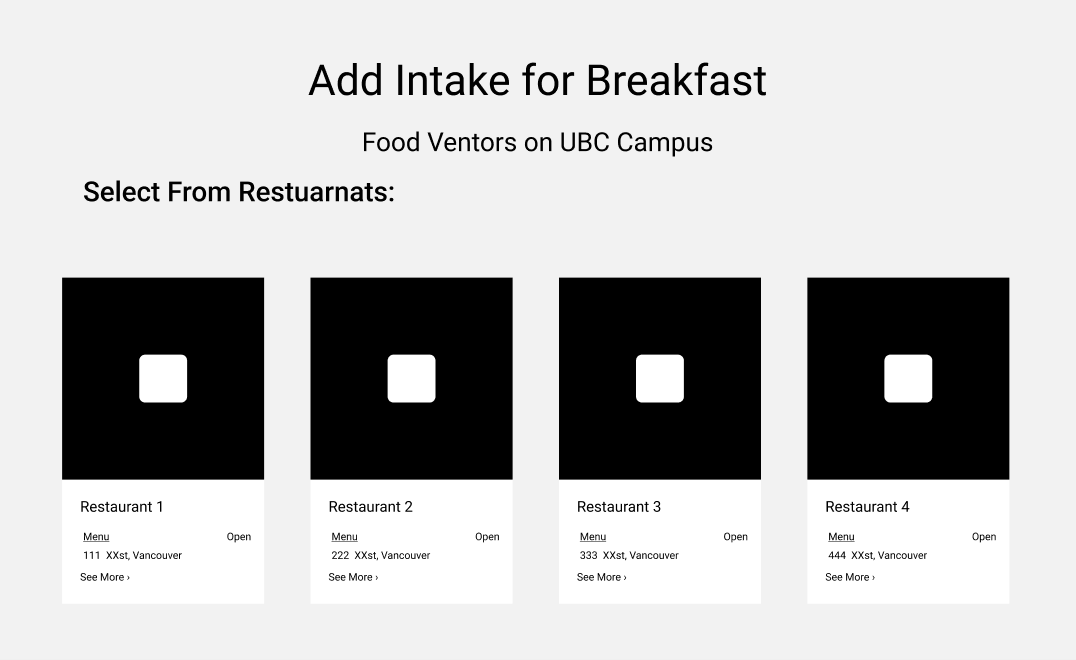 Add Intake for Breakfast
Food Ventors on UBC Campus
Select From Restuarnats:
Restaurant 1
Menu Open
111 XXst, Vancouver
See More ›
Restaurant 2
Menu Open
222 XXst, Vancouver
See More ›
Restaurant 3
Menu Open
333 XXst, Vancouver
See More ›
Restaurant 4
Menu Open
444 XXst, Vancouver
See More ›